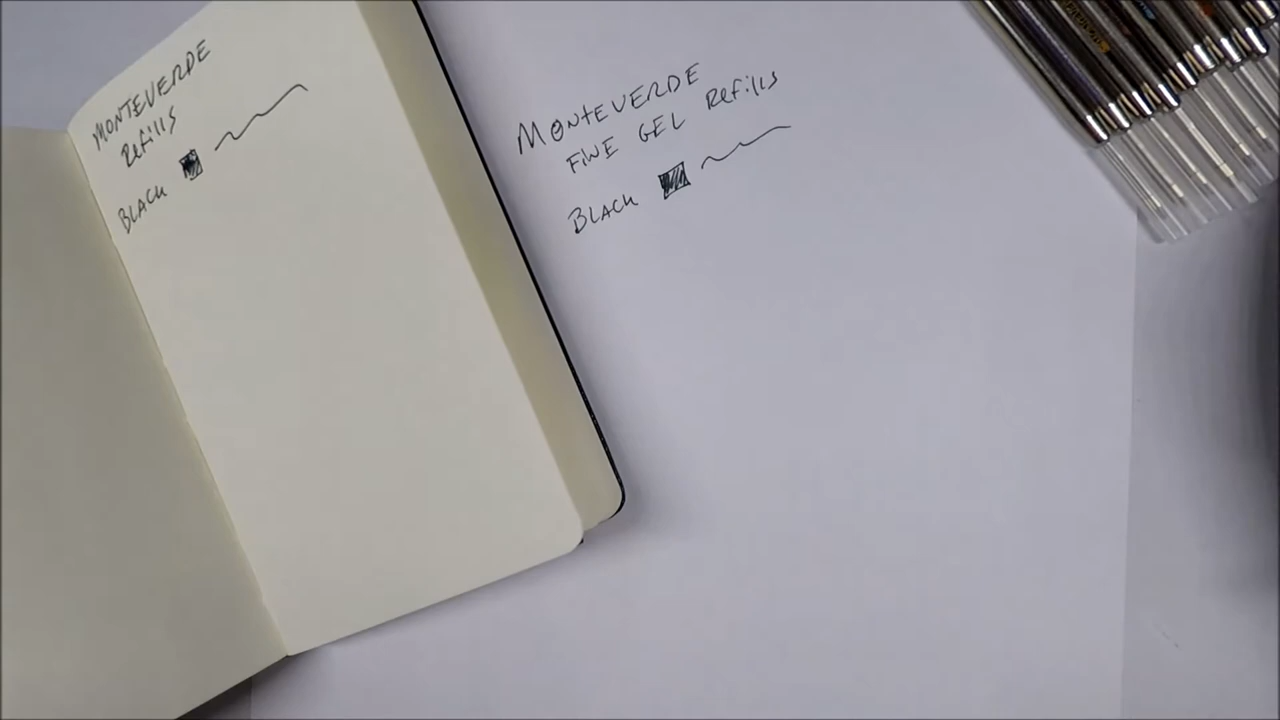 MONTEVERDE
Refills
BLACK
MONTEVERDE
FINE GEL Refills
BLACK